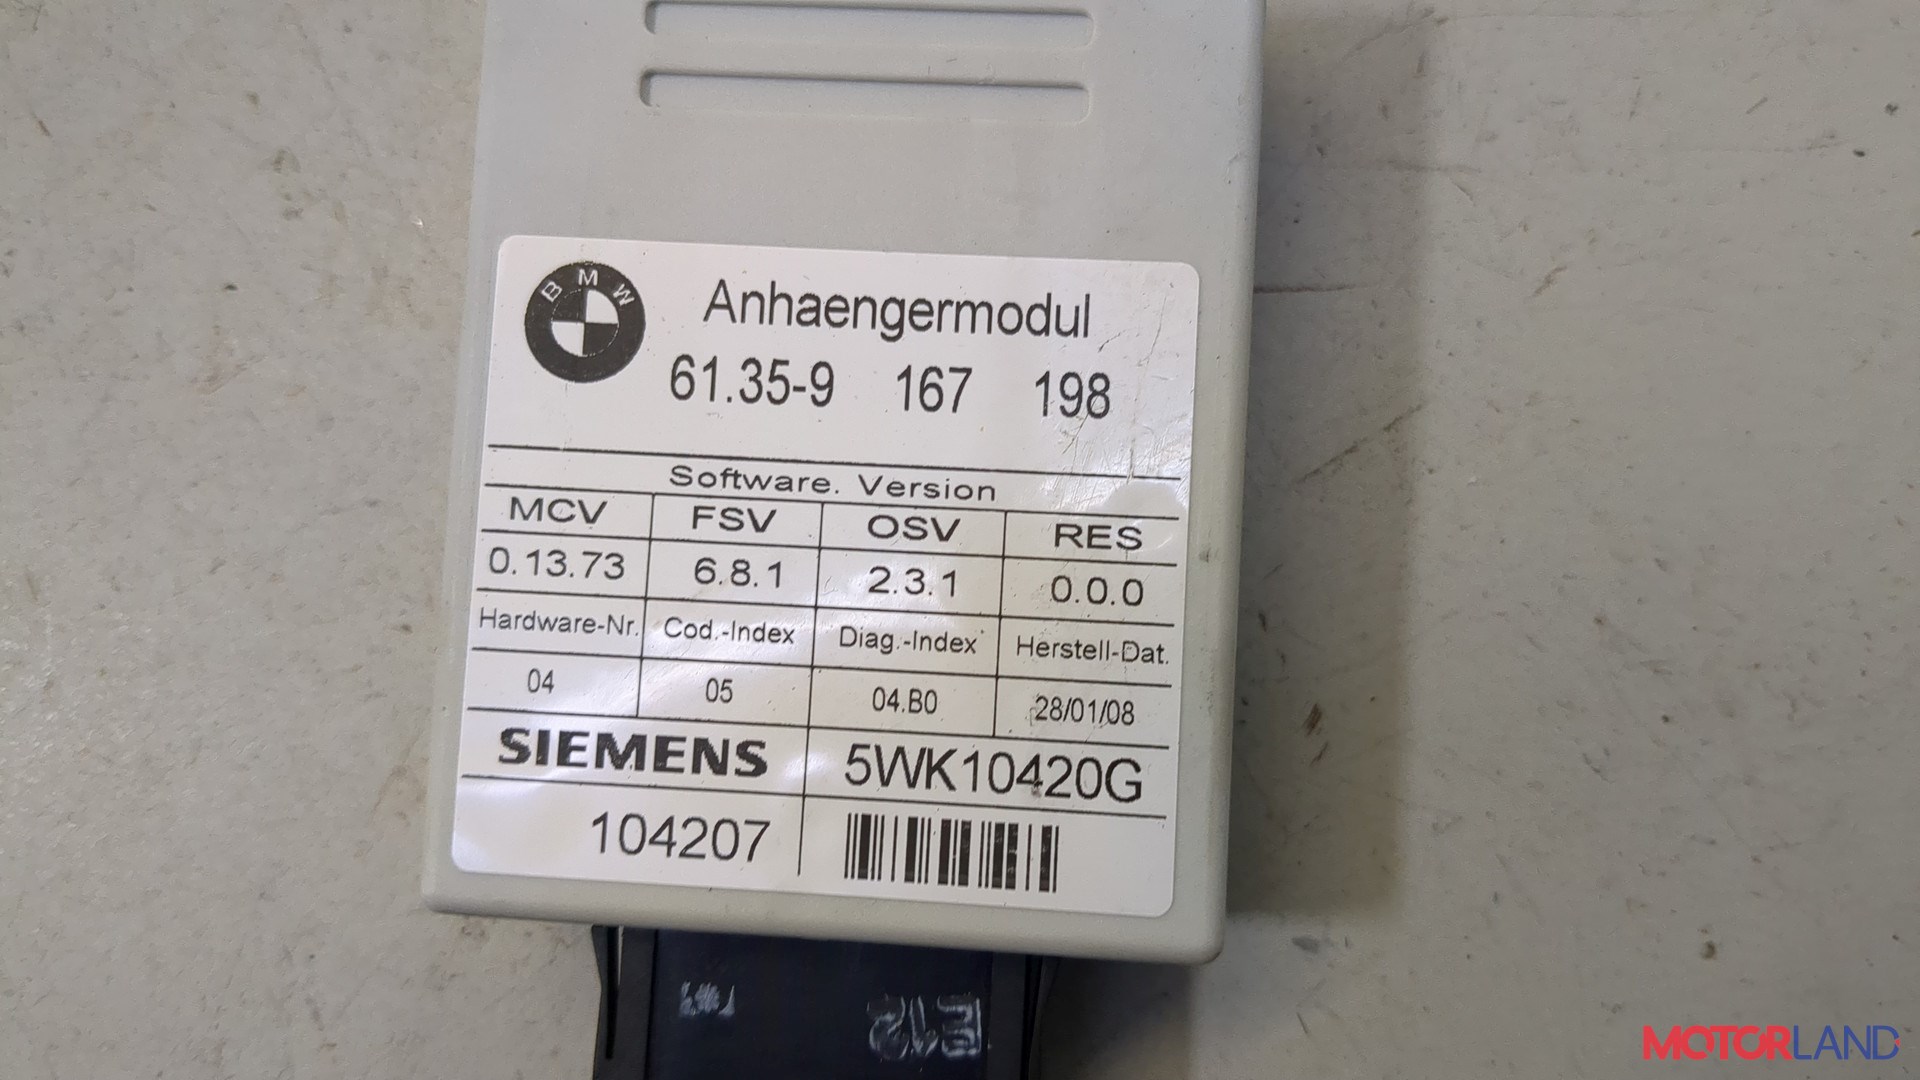 BMW
Anhaengermodul
61.35-9 167 198
Software. Version
MCV FSV OSV RES
0.13.73 6.8.1 2.3.1 0.0.0
Hardware-Nr. Cod.-Index Diag.-Index Herstell-Dat.
04 05 04.B0 28/01/08
SIEMENS 5WK10420G
104207
MOTORLAND